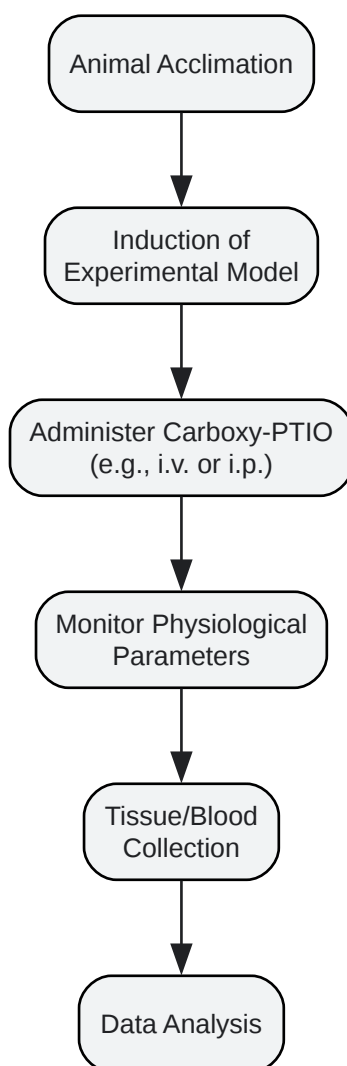 Animal Acclimation
Induction of
Experimental Model
Administer Carboxy-PTIO
(e.g., i.v. or i.p.)
Monitor Physiological
Parameters
Tissue/Blood
Collection
Data Analysis